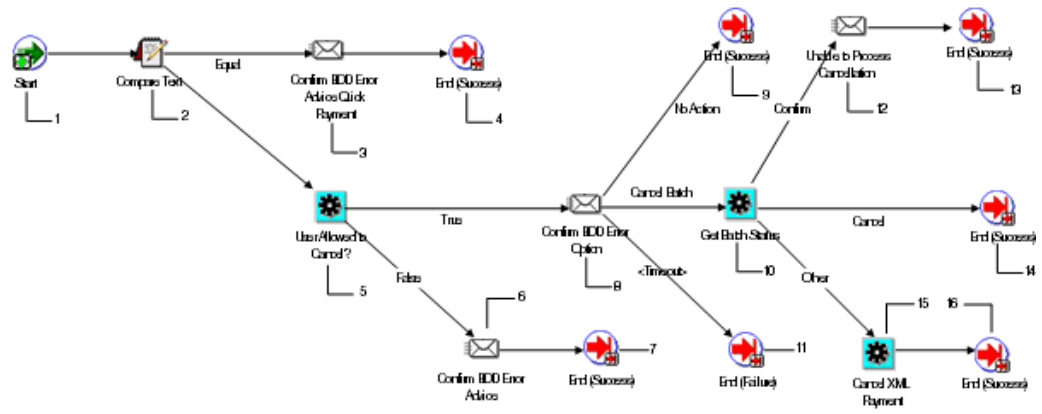 Start
1
Compare Text
2
Equal
Confirm BDD Error
Advice Quick
Payment
3
End (Success)
4
User Allowed to
Cancel?
5
True
False
6
Confirm BDD Error
Advice
End (Success)
7
Confirm BDD Error
Option
8
No Action
End (Success)
9
Cancel Batch
Get Batch Status
10
<Timeout>
End (Failure)
11
Confirm
Unable to Process
Cancellation
12
End (Success)
13
Cancel
End (Success)
14
Other
15
Cancel XML
Payment
16
End (Success)